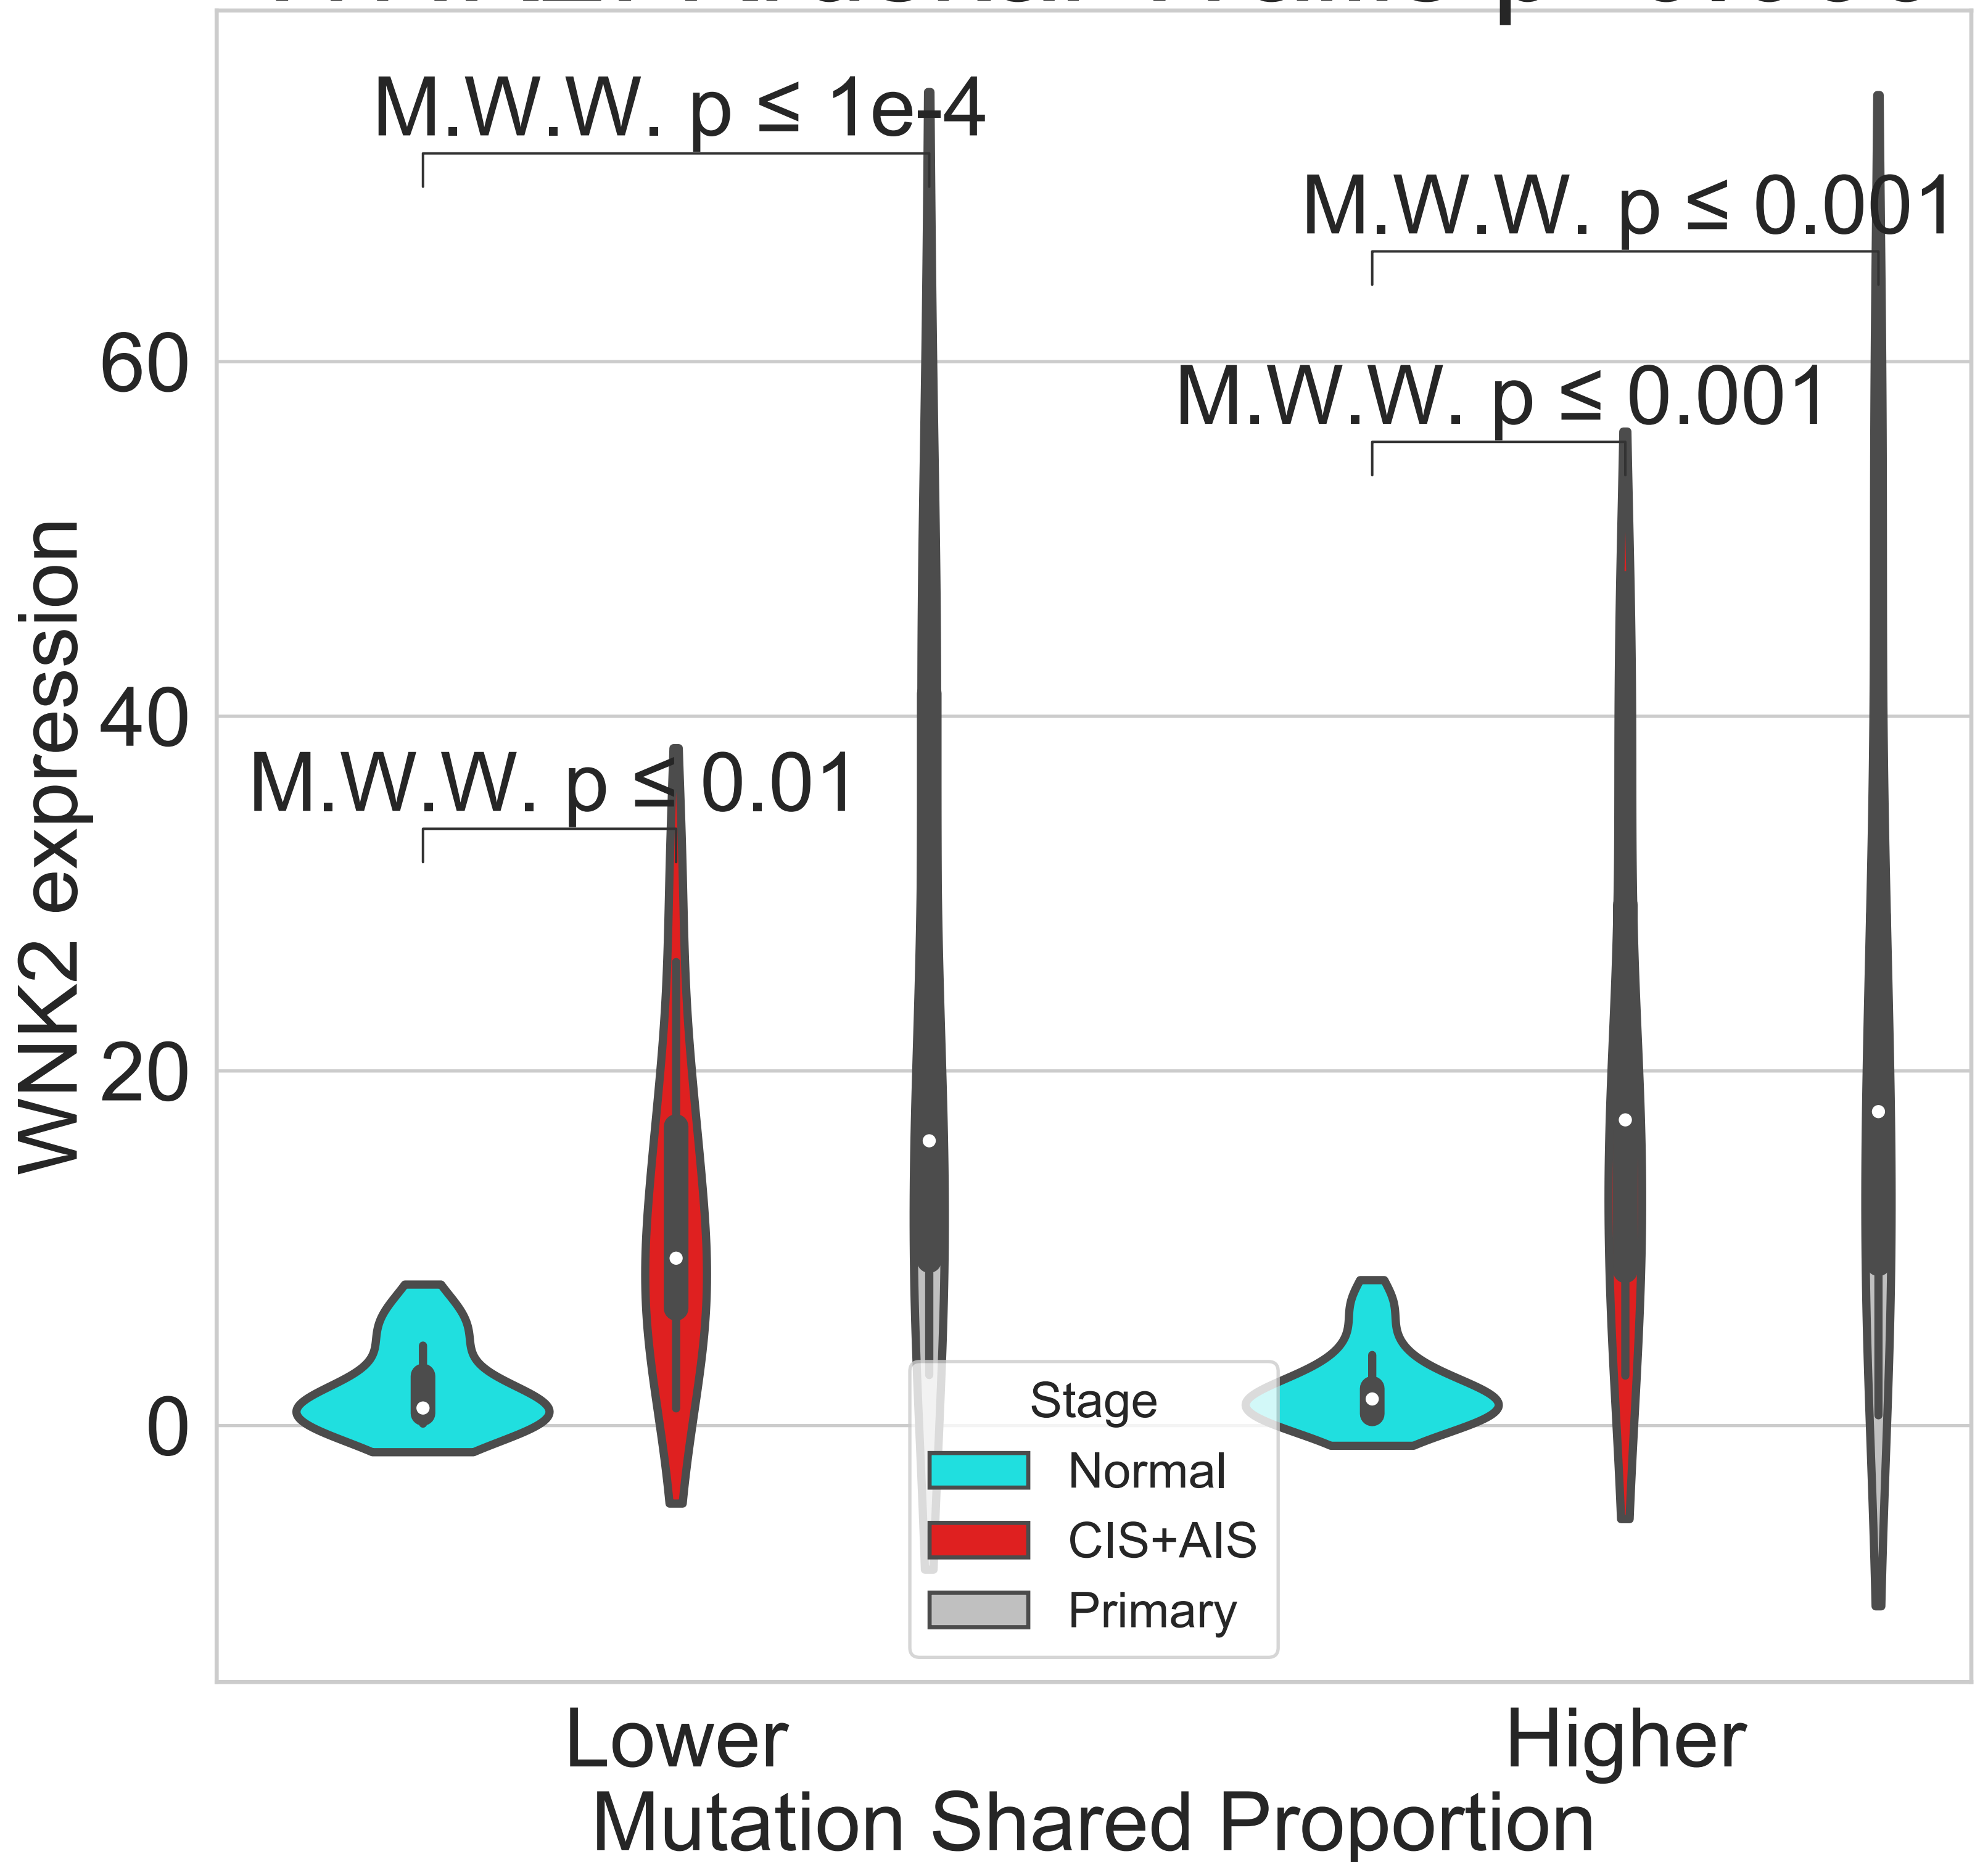 M.W.W. p ≤ 1e-4
M.W.W. p ≤ 0.001
M.W.W. p ≤ 0.001
M.W.W. p ≤ 0.01
60
40
20
0
WNK2 expression
Stage
Normal
CIS+AIS
Primary
Lower
Higher
Mutation Shared Proportion